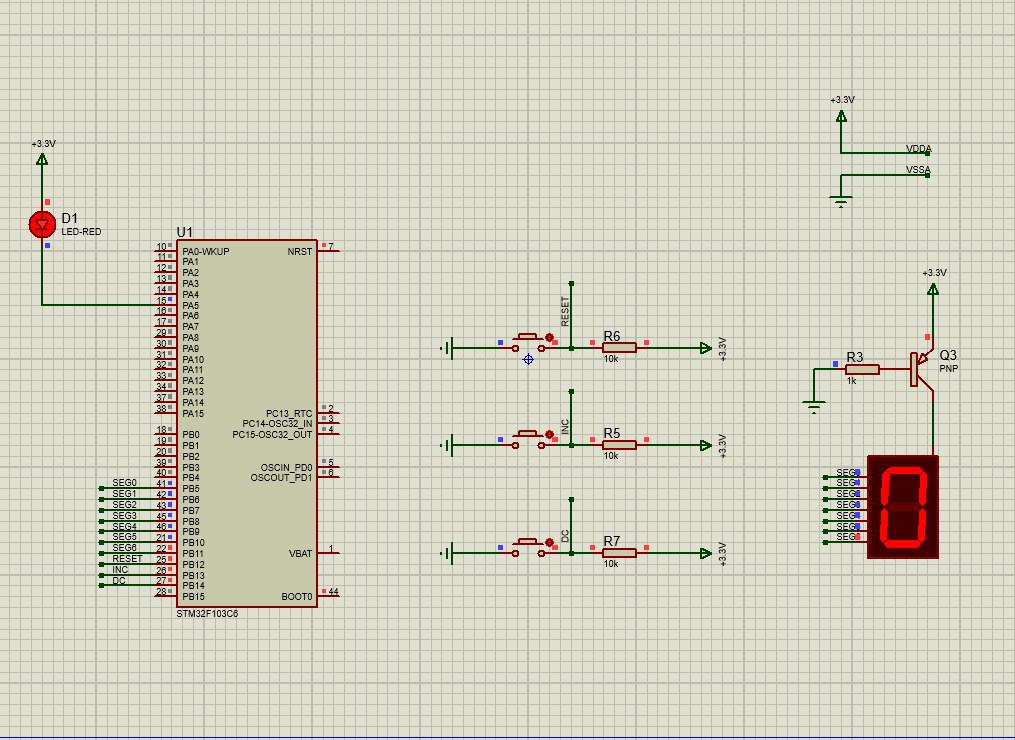 +3.3V
D1
LED-RED
U1
10 PA0-WKUP
11 PA1
12 PA2
13 PA3
14 PA4
15 PA5
16 PA6
17 PA7
29 PA8
30 PA9
31 PA10
32 PA11
33 PA12
34 PA13
37 PA14
38 PA15
18 PB0
19 PB1
20 PB2
39 PB3
40 PB4
SEG0 41 PB5
SEG1 42 PB6
SEG2 43 PB7
SEG3 45 PB8
SEG4 46 PB9
SEG5 21 PB10
SEG6 22 PB11
RESET 25 PB12
INC 26 PB13
DC 27 PB14
28 PB15
NRST 7
PC13_RTC 2
PC14-OSC32_IN 3
PC15-OSC32_OUT 4
OSCIN_PD0 5
OSCOUT_PD1 6
VBAT 1
BOOT0 44
STM32F103C6
RESET
R6
10k
+3.3V
INC
R5
10k
+3.3V
DC
R7
10k
+3.3V
+3.3V
VDDA
VSSA
+3.3V
R3
1k
Q3
PNP
SEG
SEG
SEG
SEG
SEG
SEG
SEG
0